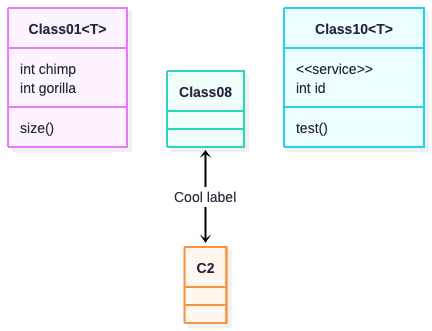 Class01<T>
int chimp
int gorilla
size()
Class08
Class10<T>
<<service>>
int id
test()
Cool label
C2